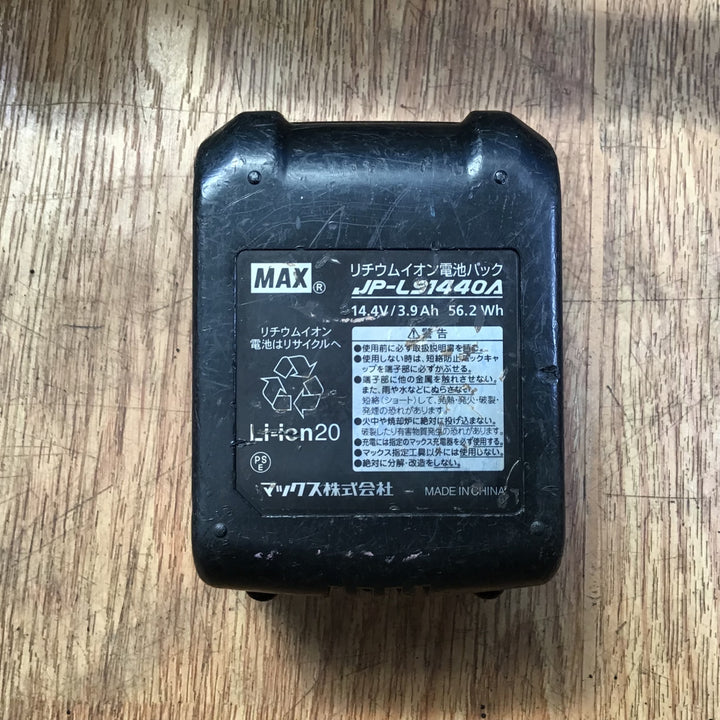 MAX®
リチウムイオン電池パック
JP-L91440A
14.4V/3.9Ah 56.2Wh
リチウムイオン
電池はリサイクルへ
Li-ion20
PS
E
⚠警告
●使用前に必ず取扱説明書を読む。
●使用しない時は、短絡防止パックキャ
ップを端子部に必ずかぶせる。
●端子部に他の金属を触れさせない。
また、雨や水などにぬらさない。
短絡(ショート)して、発熱・発火・破裂・
発煙の恐れがあります。
●火中や焼却炉に絶対に投げ込まない。
破裂したり有害物質発生の恐れがあります。
●充電には指定のマックス充電器を必ず使用する。
●マックス指定工具以外には使用しない。
●絶対に分解・改造をしない。
マックス株式会社
MADE IN CHINA